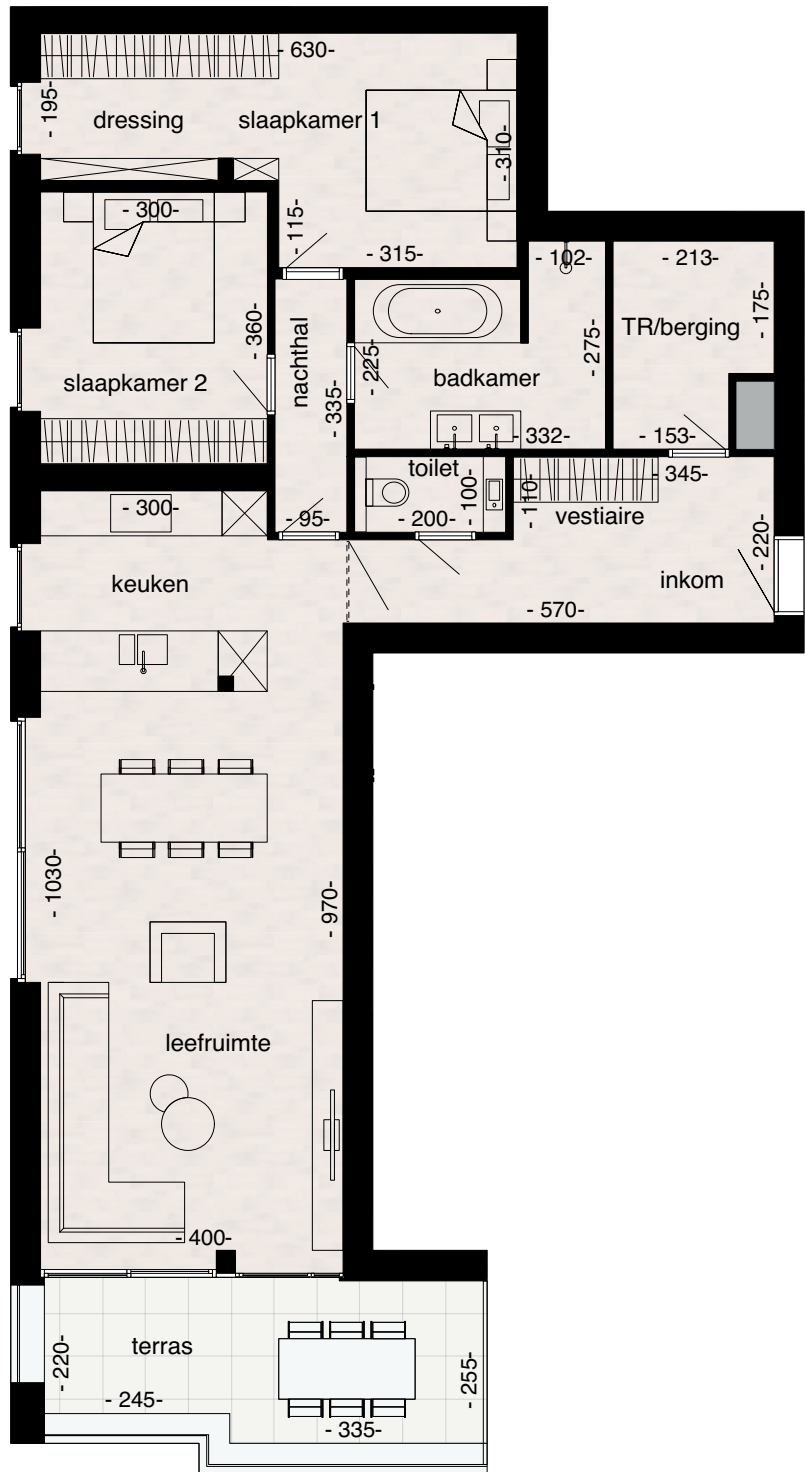 - 630-
- 195-
dressing
slaapkamer 1
- 310-
- 300-
- 115-
- 315-
- 102-
- 213-
- 360-
slaapkamer 2
nachthal
- 335-
- 225-
badkamer
- 275-
TR/berging
- 175-
- 332-
- 153-
toilet
- 345-
- 300-
- 95-
- 200-
- 100-
- 110-
vestiaire
- 220-
keuken
inkom
- 570-
- 1030-
- 970-
leefruimte
- 400-
terras
- 220-
- 255-
- 245-
- 335-